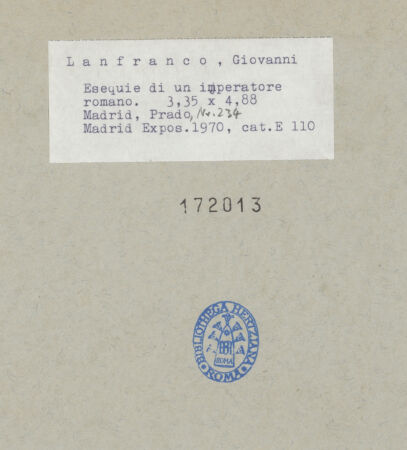 Lanfranco, Giovanni
Esequie di un imperatore
romano. 3,35 x 4,88
Madrid, Prado, Nr. 234
Madrid Expos.1970, cat.E 110
172013
BIBLIOTHECA HERTZIANA
ROMA
ROMA